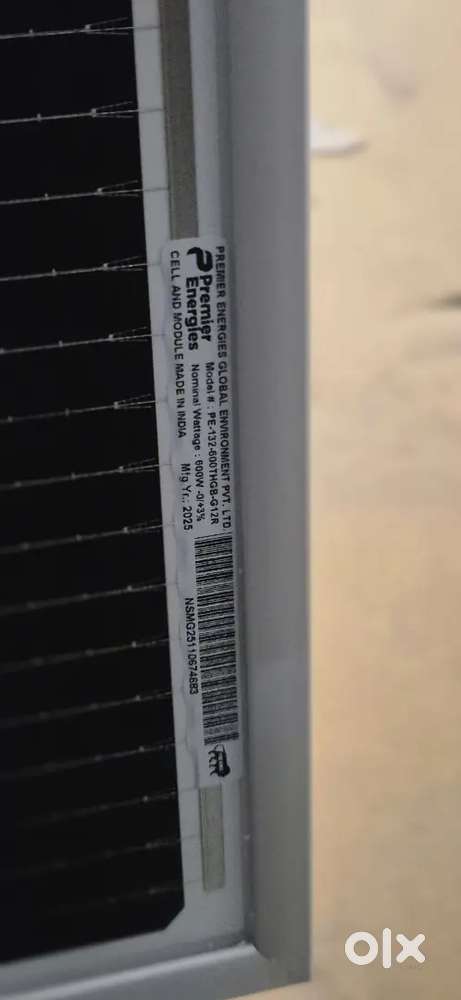 PREMIER ENERGIES GLOBAL ENVIRONMENT PVT. LTD
Premier
Energies
Model # : PE-132-600THGB-G12R
Nominal Wattage : 600W -0/+3%
CELL AND MODULE MADE IN INDIA
Mfg Yr.: 2025
NSMG25110674683
olx